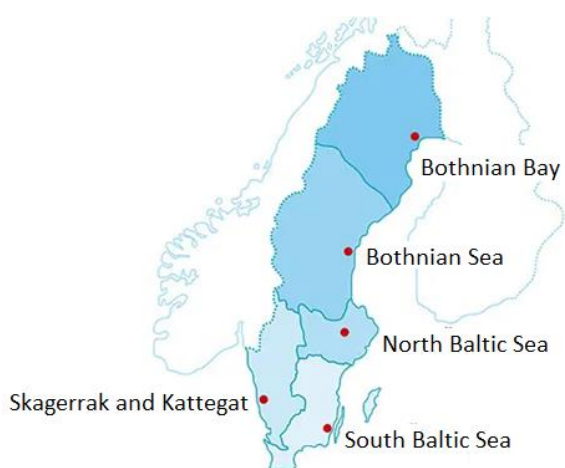 Bothnian Bay
Bothnian Sea
North Baltic Sea
Skagerrak and Kattegat
South Baltic Sea